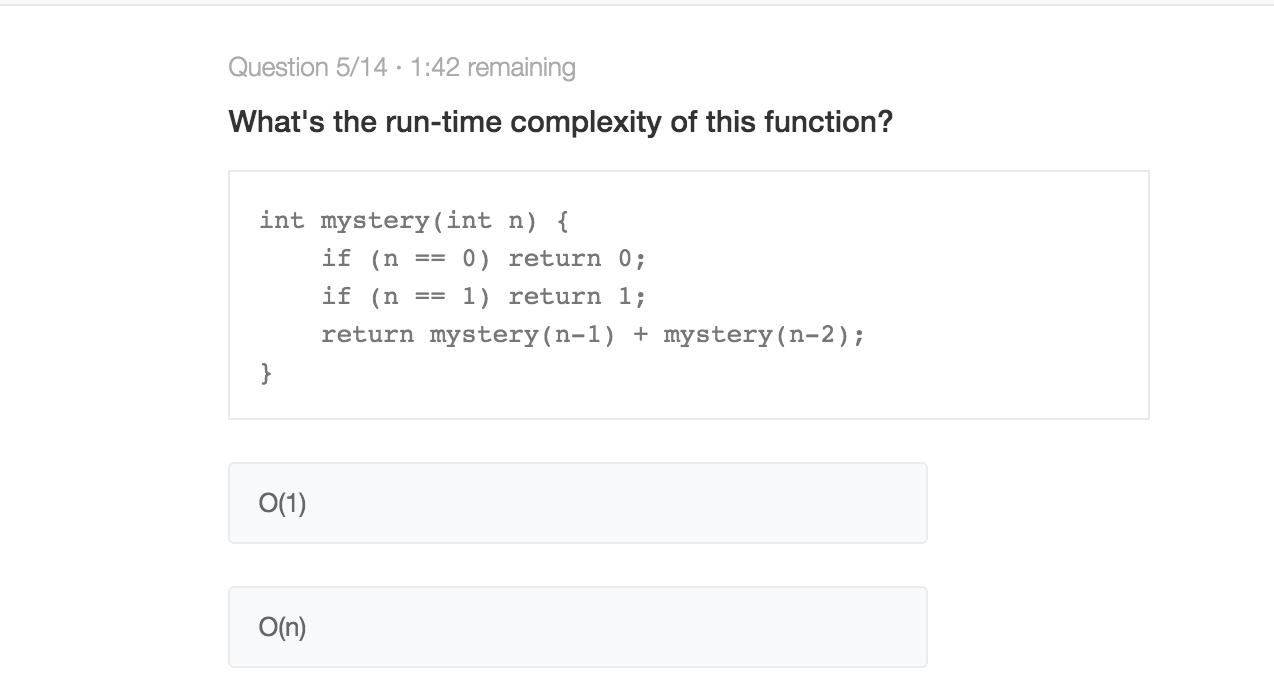 Question 5/14 · 1:42 remaining
What's the run-time complexity of this function?
int mystery(int n) {
    if (n == 0) return 0;
    if (n == 1) return 1;
    return mystery(n-1) + mystery(n-2);
}
O(1)
O(n)